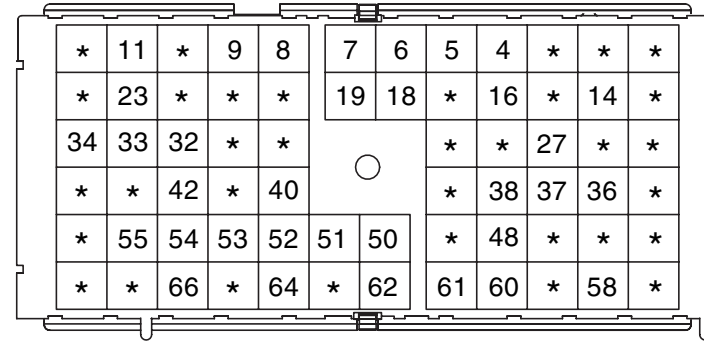 * 11 * 9 8 7 6 5 4 * * *
* 23 * * * 19 18 * 16 * 14 *
34 33 32 * * * * 27 * *
* * 42 * 40 * 38 37 36 *
* 55 54 53 52 51 50 * 48 * * *
* * 66 * 64 * 62 61 60 * 58 *